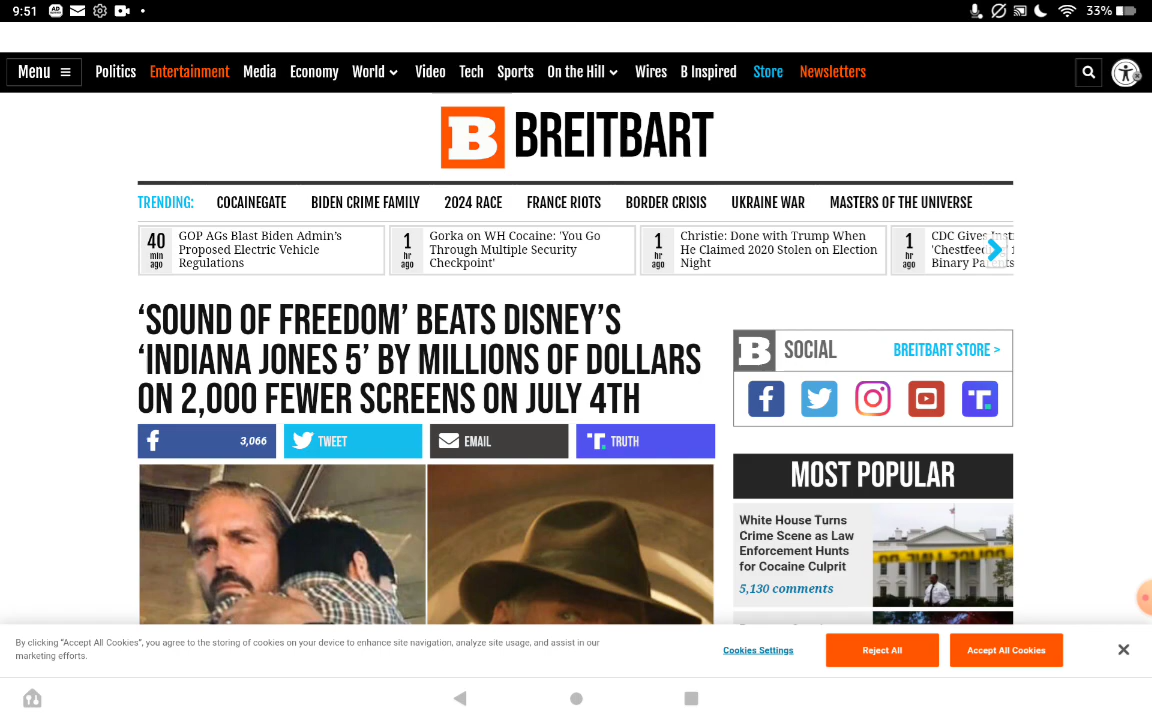 9:51
33%
Menu
Politics Entertainment Media Economy World Video Tech Sports On the Hill Wires B Inspired Store Newsletters
B BREITBART
TRENDING: COCAINEGATE BIDEN CRIME FAMILY 2024 RACE FRANCE RIOTS BORDER CRISIS UKRAINE WAR MASTERS OF THE UNIVERSE
40
min
ago
GOP AGs Blast Biden Admin’s
Proposed Electric Vehicle
Regulations
1
hr
ago
Gorka on WH Cocaine: 'You Go
Through Multiple Security
Checkpoint'
1
hr
ago
Christie: Done with Trump When
He Claimed 2020 Stolen on Election
Night
1
hr
ago
CDC Gives
'Chestfeed
Binary
‘SOUND OF FREEDOM’ BEATS DISNEY’S
‘INDIANA JONES 5’ BY MILLIONS OF DOLLARS
ON 2,000 FEWER SCREENS ON JULY 4TH
3,066 TWEET EMAIL TRUTH
B SOCIAL BREITBART STORE >
MOST POPULAR
White House Turns
Crime Scene as Law
Enforcement Hunts
for Cocaine Culprit
5,130 comments
By clicking “Accept All Cookies”, you agree to the storing of cookies on your device to enhance site navigation, analyze site usage, and assist in our
marketing efforts.
Cookies Settings
Reject All
Accept All Cookies